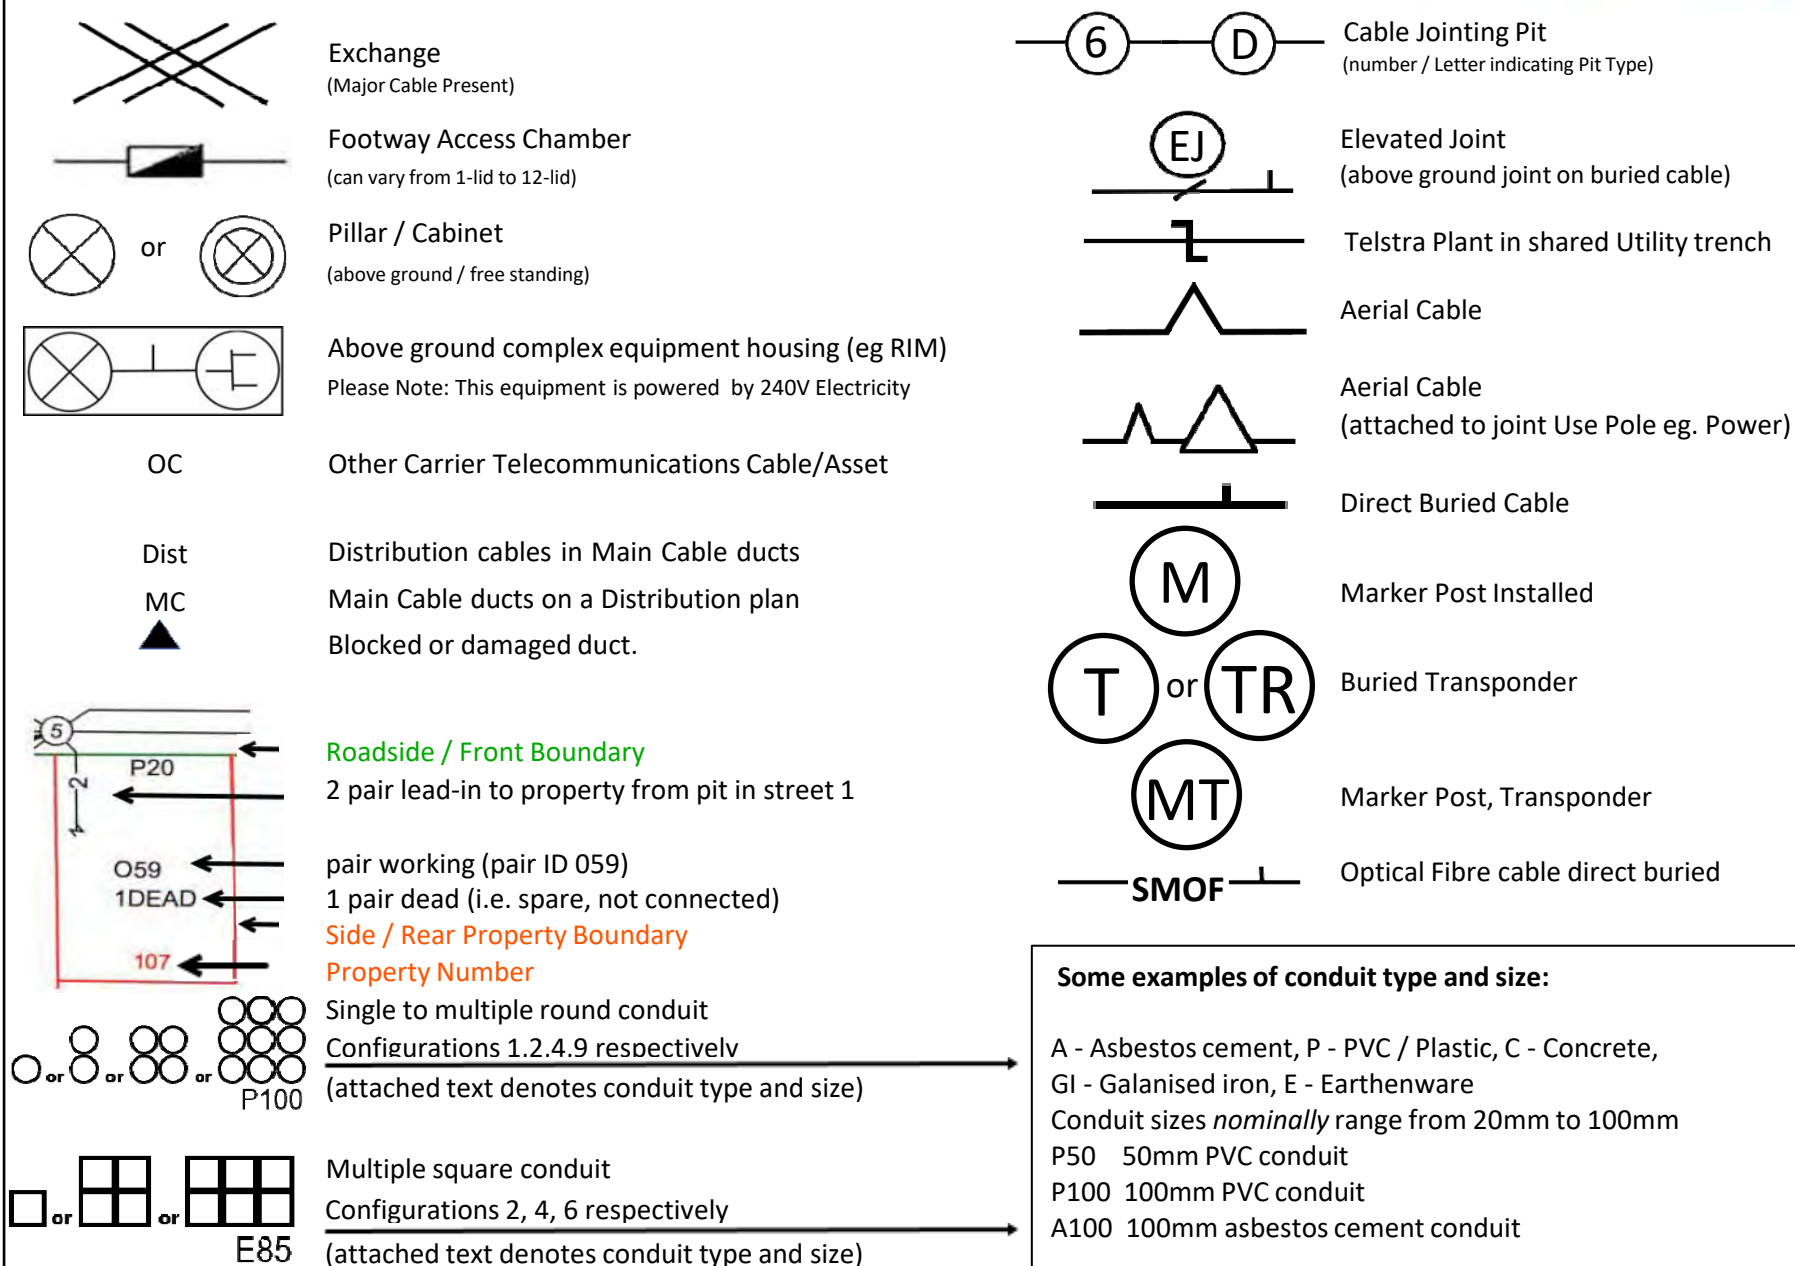 Exchange
(Major Cable Present)
Footway Access Chamber
(can vary from 1-lid to 12-lid)
or
Pillar / Cabinet
(above ground / free standing)
Above ground complex equipment housing (eg RIM)
Please Note: This equipment is powered by 240V Electricity
OC
Other Carrier Telecommunications Cable/Asset
Dist
Distribution cables in Main Cable ducts
MC
Main Cable ducts on a Distribution plan
Blocked or damaged duct.
5
P20
2
O59
1DEAD
107
Roadside / Front Boundary
2 pair lead-in to property from pit in street 1
pair working (pair ID 059)
1 pair dead (i.e. spare, not connected)
Side / Rear Property Boundary
Property Number
or or or
P100
Single to multiple round conduit
Configurations 1.2.4.9 respectively
(attached text denotes conduit type and size)
or or
E85
Multiple square conduit
Configurations 2, 4, 6 respectively
(attached text denotes conduit type and size)
6 D
Cable Jointing Pit
(number / Letter indicating Pit Type)
EJ
Elevated Joint
(above ground joint on buried cable)
Telstra Plant in shared Utility trench
Aerial Cable
Aerial Cable
(attached to joint Use Pole eg. Power)
Direct Buried Cable
M
Marker Post Installed
T or TR
Buried Transponder
MT
Marker Post, Transponder
SMOF
Optical Fibre cable direct buried
Some examples of conduit type and size:
A - Asbestos cement, P - PVC / Plastic, C - Concrete,
GI - Galanised iron, E - Earthenware
Conduit sizes nominally range from 20mm to 100mm
P50 50mm PVC conduit
P100 100mm PVC conduit
A100 100mm asbestos cement conduit